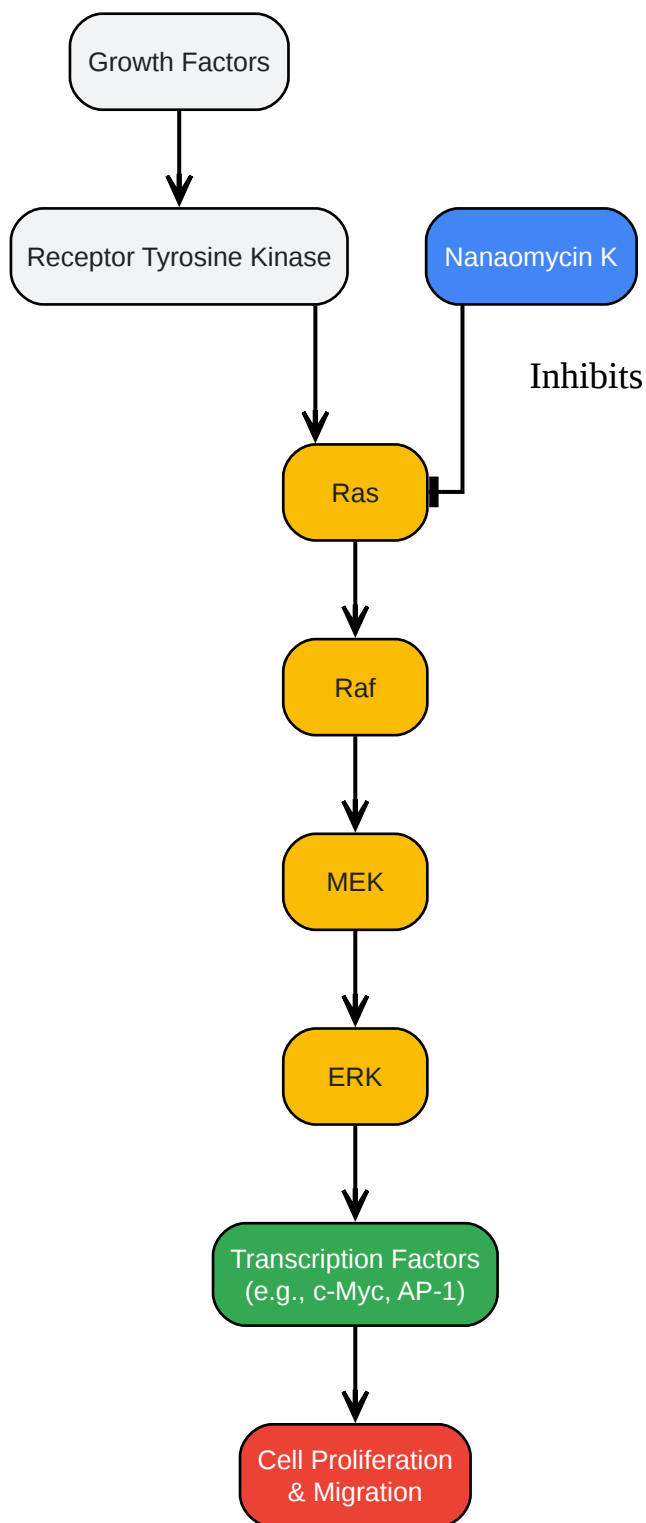 Growth Factors
Receptor Tyrosine Kinase
Nanaomycin K
Inhibits
Ras
Raf
MEK
ERK
Transcription Factors
(e.g., c-Myc, AP-1)
Cell Proliferation
& Migration